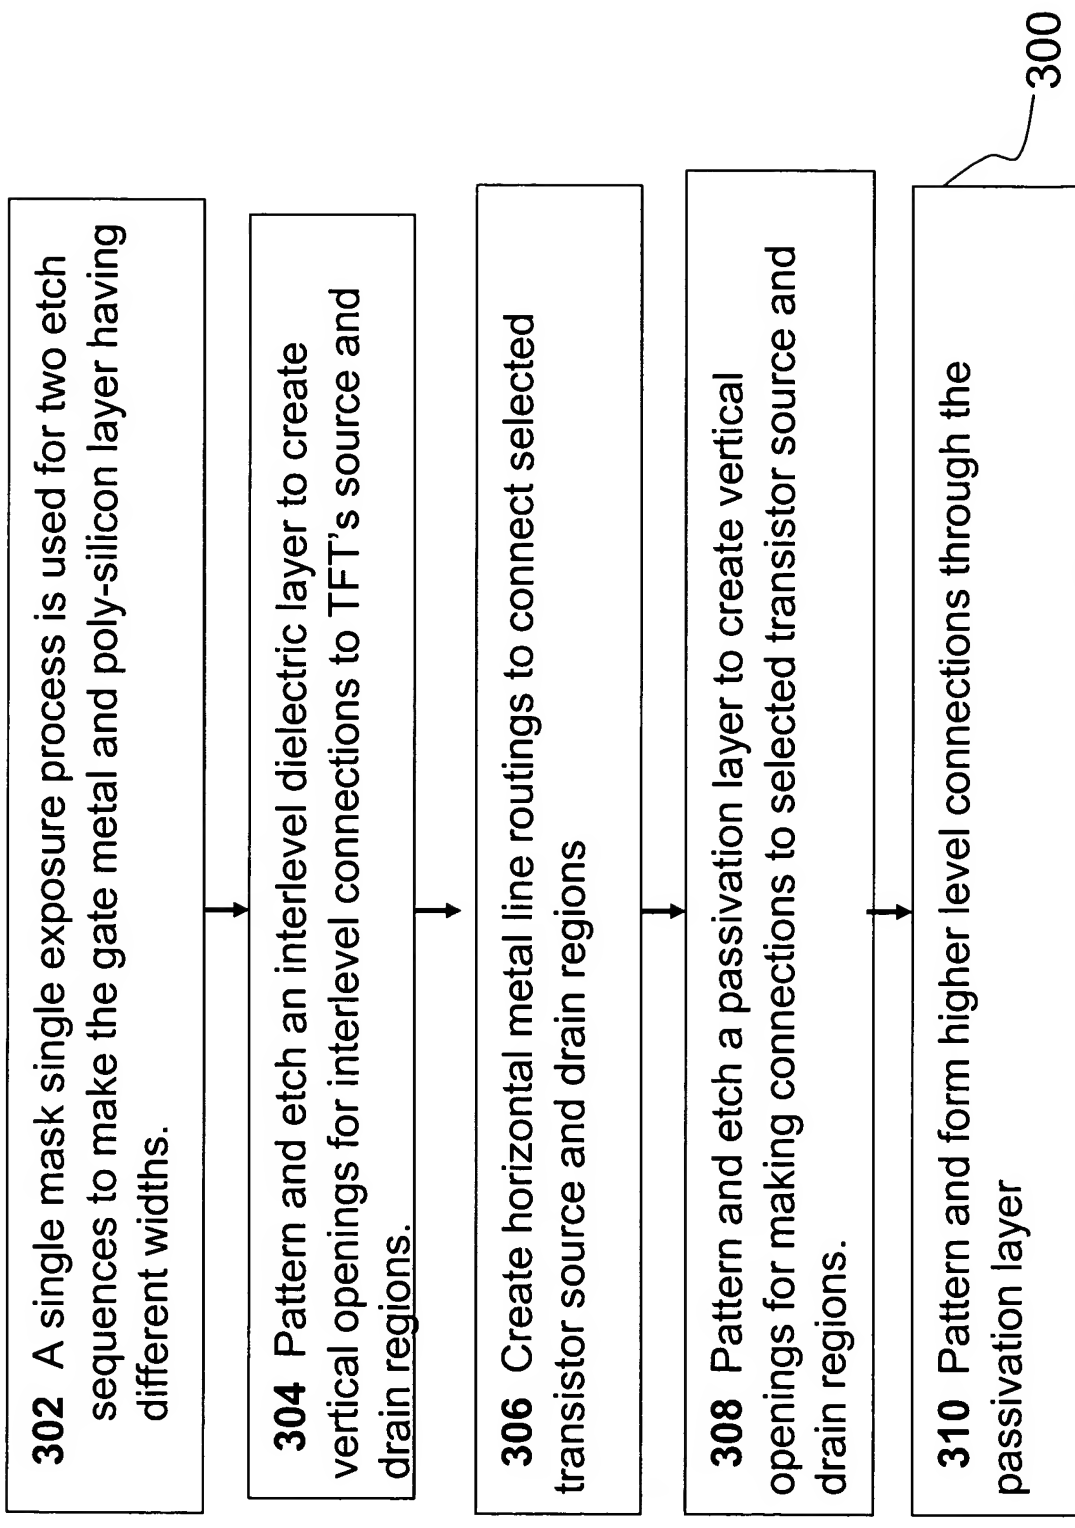 302 A single mask single exposure process is used for two etch
sequences to make the gate metal and poly-silicon layer having
different widths.
304 Pattern and etch an interlevel dielectric layer to create
vertical openings for interlevel connections to TFT's source and
drain regions.
306 Create horizontal metal line routings to connect selected
transistor source and drain regions
308 Pattern and etch a passivation layer to create vertical
openings for making connections to selected transistor source and
drain regions.
310 Pattern and form higher level connections through the
passivation layer
300